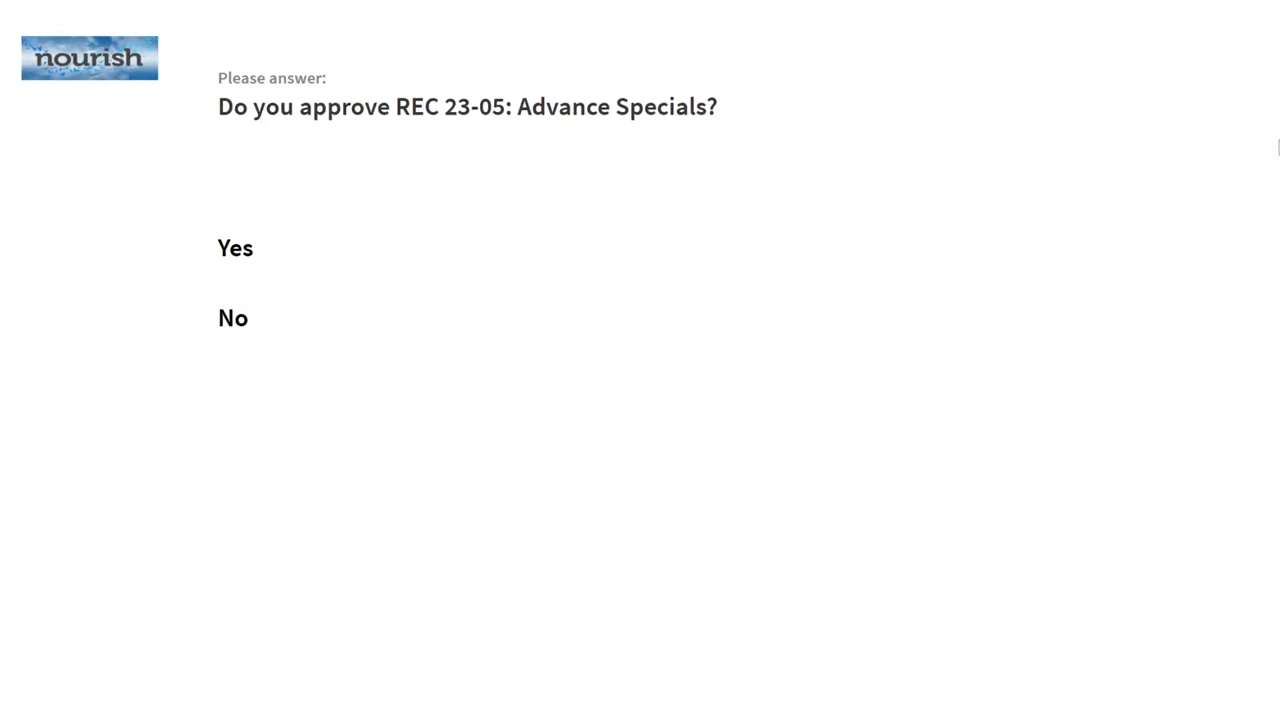 nourish
Please answer:
Do you approve REC 23-05: Advance Specials?
Yes
No